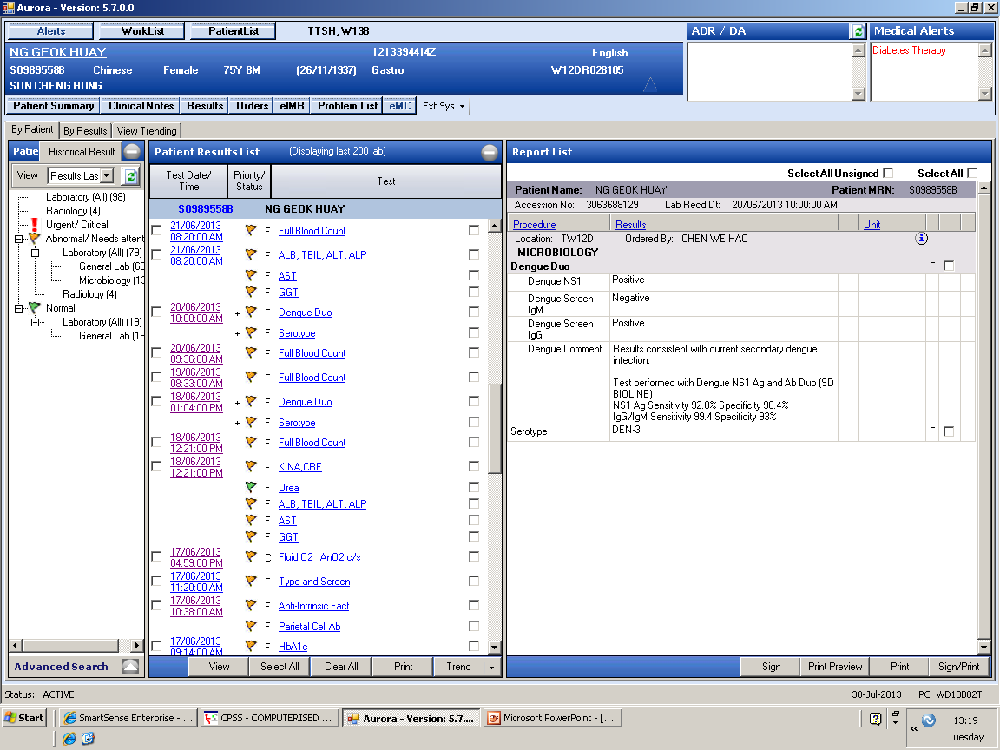 Aurora - Version: 5.7.0.0
Alerts WorkList PatientList TTSH, W13B
ADR / DA Medical Alerts
NG GEOK HUAY 1213394414Z English
Diabetes Therapy
S0989558B Chinese Female 75Y 8M (26/11/1937) Gastro W12DR02B105
SUN CHENG HUNG
Patient Summary Clinical Notes Results Orders eIMR Problem List eMC Ext Sys
By Patient By Results View Trending
Patie Historical Result
View Results Las
Laboratory (All) (98)
Radiology (4)
Urgent/ Critical
Abnormal/ Needs attent
Laboratory (All) (79)
General Lab (66
Microbiology (13
Radiology (4)
Normal
Laboratory (All) (19)
General Lab (19
Advanced Search
Patient Results List (Displaying last 200 lab)
Test Date/ Time Priority/ Status Test
S0989558B NG GEOK HUAY
21/06/2013 08:20:00 AM F Full Blood Count
21/06/2013 08:20:00 AM F ALB, TBIL, ALT, ALP
F AST
F GGT
20/06/2013 10:00:00 AM + F Dengue Duo
+ F Serotype
20/06/2013 09:36:00 AM F Full Blood Count
19/06/2013 08:33:00 AM F Full Blood Count
18/06/2013 01:04:00 PM + F Dengue Duo
+ F Serotype
18/06/2013 12:21:00 PM F Full Blood Count
18/06/2013 12:21:00 PM F K,NA,CRE
F Urea
F ALB, TBIL, ALT, ALP
F AST
F GGT
17/06/2013 04:59:00 PM C Fluid O2 _AnO2 c/s
17/06/2013 11:20:00 AM F Type and Screen
17/06/2013 10:38:00 AM F Anti-Intrinsic Fact
F Parietal Cell Ab
17/06/2013 09:14:00 AM F HbA1c
View Select All Clear All Print Trend
Report List
Select All Unsigned Select All
Patient Name: NG GEOK HUAY Patient MRN: S0989558B
Accession No: 3063688129 Lab Recd Dt: 20/06/2013 10:00:00 AM
Procedure Results Unit
Location: TW12D Ordered By: CHEN WEIHAO
MICROBIOLOGY
Dengue Duo F
Dengue NS1 Positive
Dengue Screen IgM Negative
Dengue Screen IgG Positive
Dengue Comment Results consistent with current secondary dengue
infection.
Test performed with Dengue NS1 Ag and Ab Duo (SD
BIOLINE)
NS1 Ag Sensitivity 92.8% Specificity 98.4%
IgG/IgM Sensitivity 99.4 Specificity 93%
Serotype DEN-3 F
Sign Print Preview Print Sign/Print
Status: ACTIVE 30-Jul-2013 PC WD13B02T
Start SmartSense Enterprise - ... CPSS - COMPUTERISED ... Aurora - Version: 5.7.... Microsoft PowerPoint - [... 13:19
Tuesday